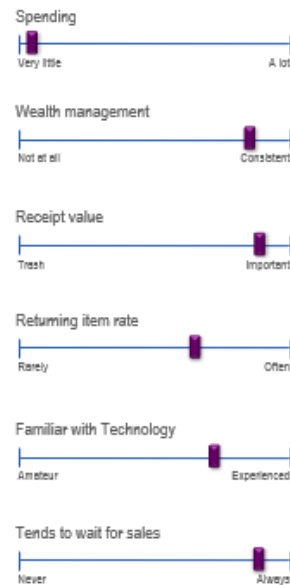 Spending
Very little A lot
Wealth management
Not at all Consistent
Receipt value
Trash Important
Returning item rate
Rarely Often
Familiar with Technology
Amateur Experienced
Tends to wait for sales
Never Always